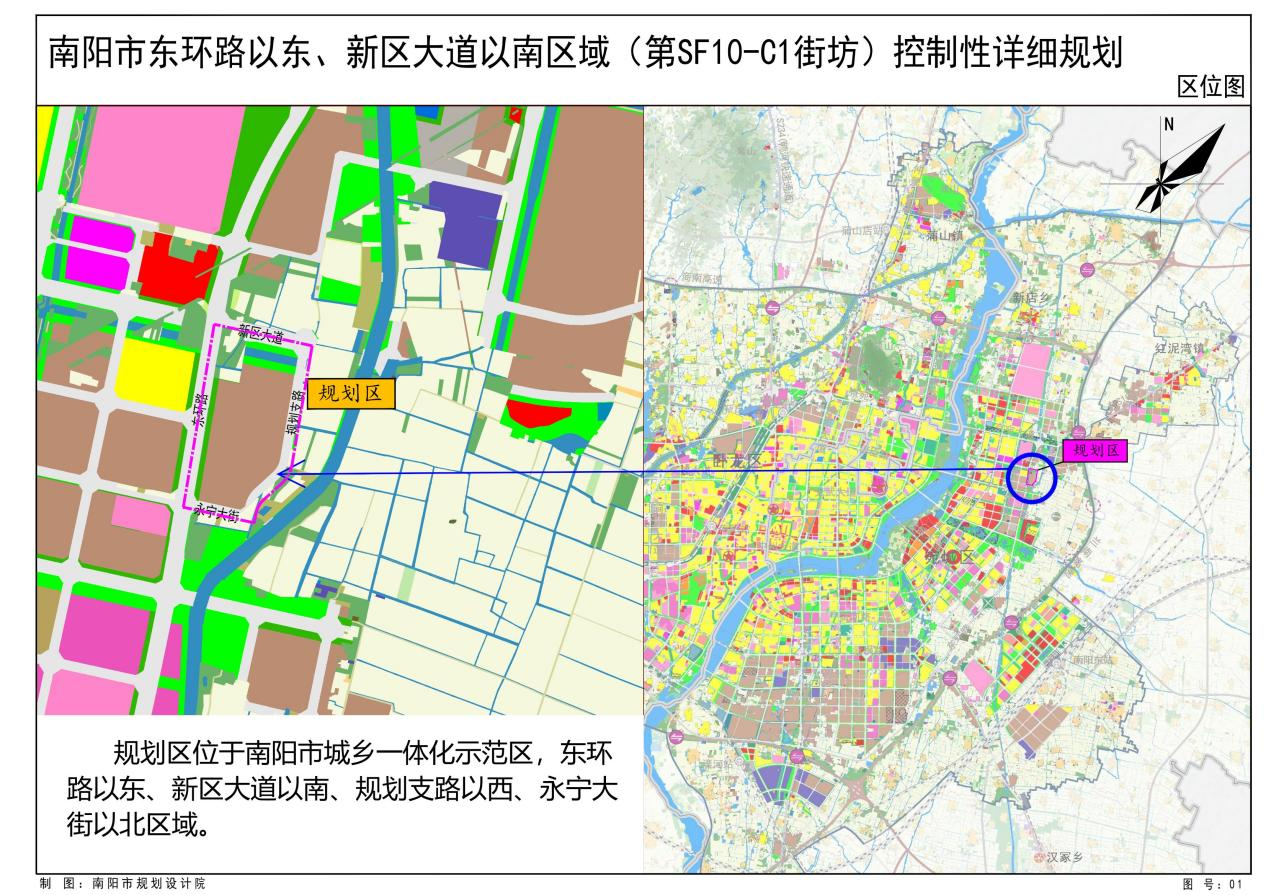 南阳市东环路以东、新区大道以南区域（第SF10-C1街坊）控制性详细规划
区位图
新区大道
东环路
规划支路
规划区
永宁大街
N
蒲山镇
新店乡
红泥湾镇
规划区
卧龙区
南阳东站
汉冢乡
规划区位于南阳市城乡一体化示范区，东环
路以东、新区大道以南、规划支路以西、永宁大
街以北区域。
制 图：南阳市规划设计院
图 号：01